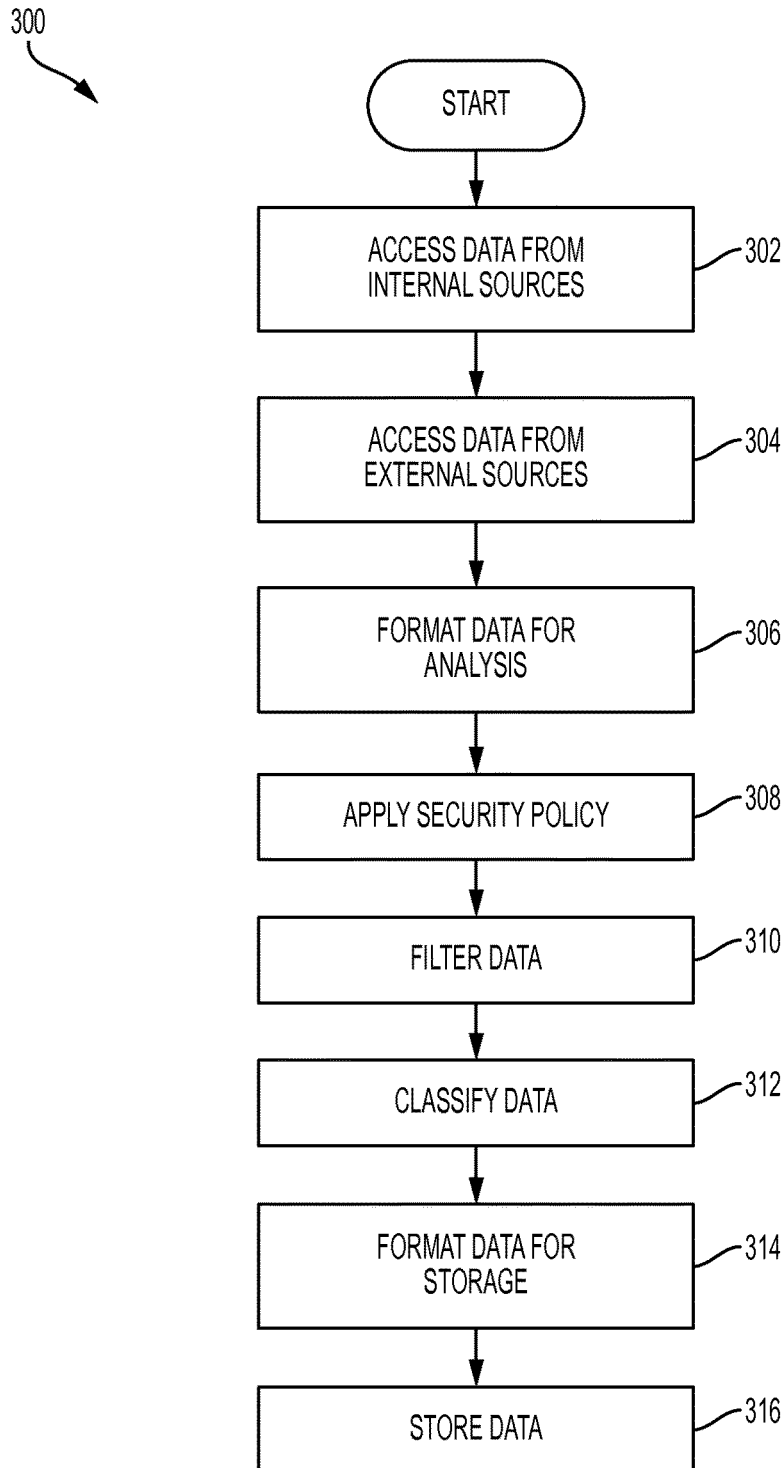 300
START
ACCESS DATA FROM
INTERNAL SOURCES
302
ACCESS DATA FROM
EXTERNAL SOURCES
304
FORMAT DATA FOR
ANALYSIS
306
APPLY SECURITY POLICY
308
FILTER DATA
310
CLASSIFY DATA
312
FORMAT DATA FOR
STORAGE
314
STORE DATA
316